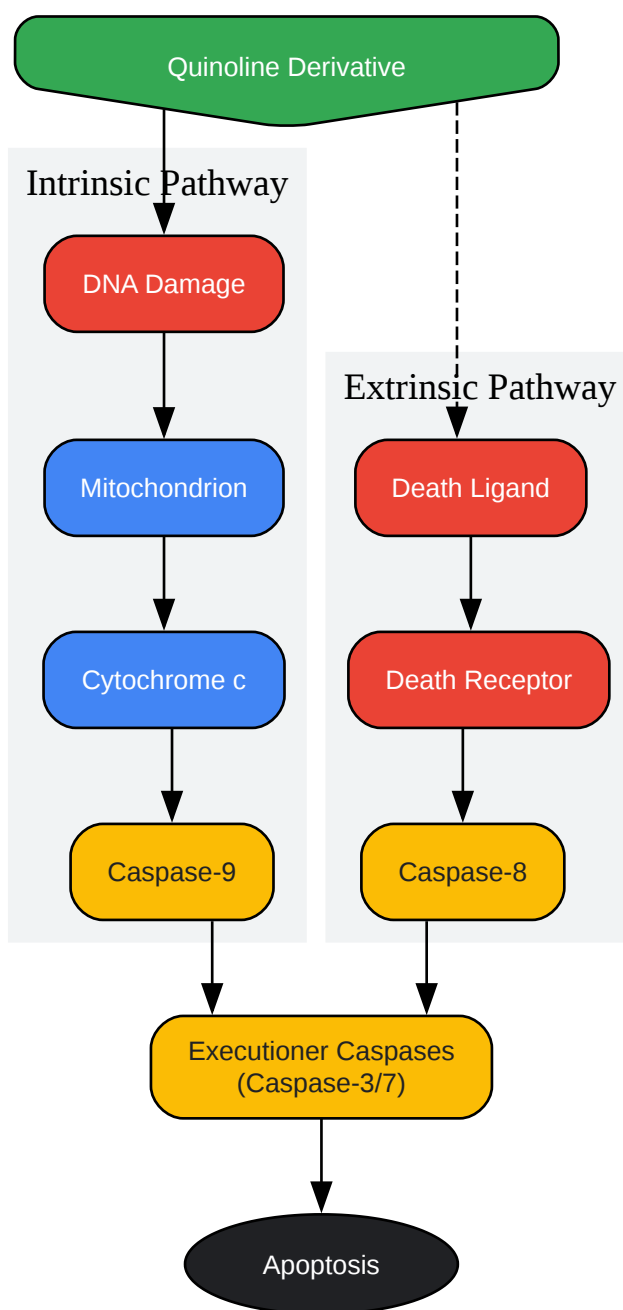 Quinoline Derivative
Intrinsic Pathway
DNA Damage
Mitochondrion
Cytochrome c
Caspase-9
Extrinsic Pathway
Death Ligand
Death Receptor
Caspase-8
Executioner Caspases
(Caspase-3/7)
Apoptosis